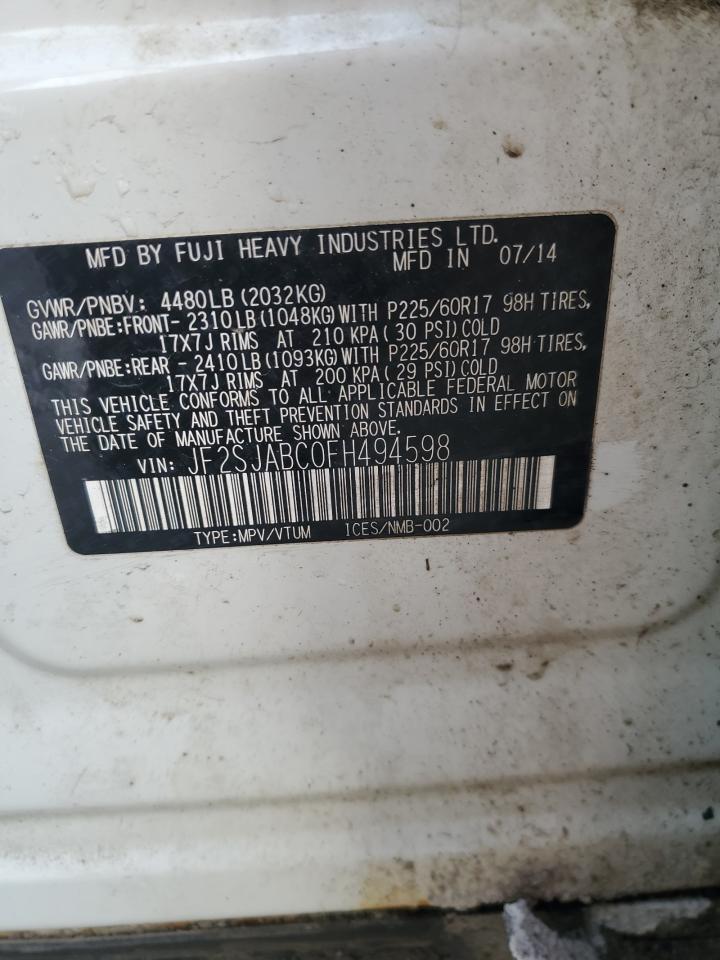 MFD BY FUJI HEAVY INDUSTRIES LTD.
MFD IN 07/14
GVWR/PNBV: 4480LB(2032KG)
GAWR/PNBE:FRONT- 2310LB(1048KG)WITH P225/60R17 98H TIRES,
17X7J RIMS AT 210 KPA(30 PSI)COLD
GAWR/PNBE:REAR - 2410LB(1093KG)WITH P225/60R17 98H TIRES,
17X7J RIMS AT 200 KPA(29 PSI)COLD
THIS VEHICLE CONFORMS TO ALL APPLICABLE FEDERAL MOTOR
VEHICLE SAFETY AND THEFT PREVENTION STANDARDS IN EFFECT ON
THE DATE OF MANUFACTURE SHOWN ABOVE.
VIN: JF2SJABC0FH494598
TYPE:MPV/VTUM ICES/NMB-002